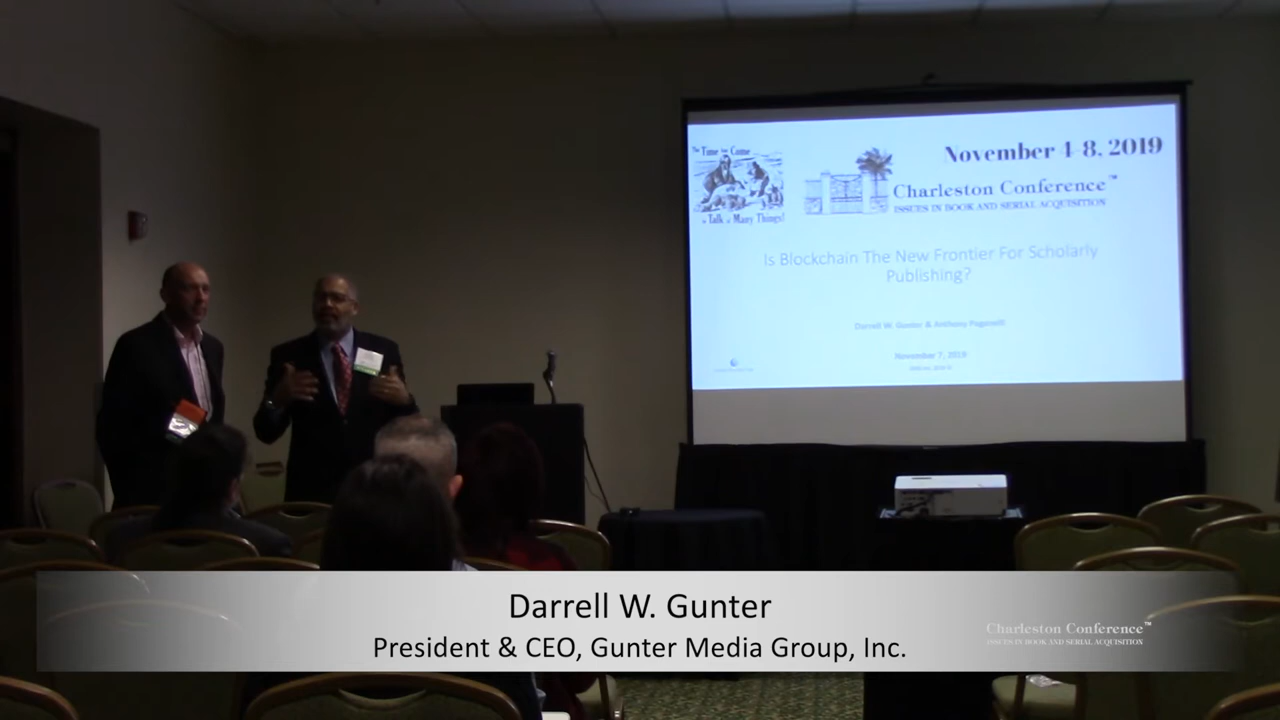 The Time Has Come
to Talk of Many Things!
November 4-8, 2019
Charleston Conference™
ISSUES IN BOOK AND SERIAL ACQUISITION
Is Blockchain The New Frontier For Scholarly
Publishing?
Darrell W. Gunter & Anthony Paganelli
November 7, 2019
Darrell W. Gunter
President & CEO, Gunter Media Group, Inc.
Charleston Conference™
ISSUES IN BOOK AND SERIAL ACQUISITION